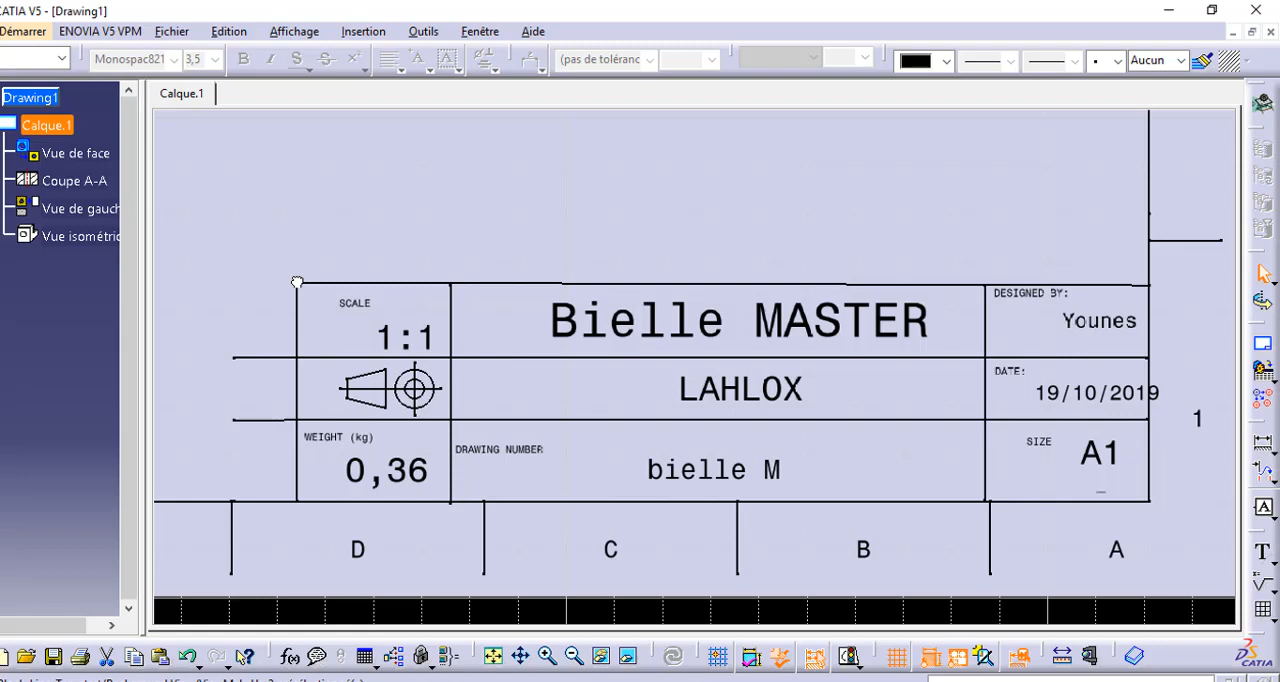 CATIA V5 - [Drawing1]
Démarrer ENOVIA V5 VPM Fichier Edition Affichage Insertion Outils Fenêtre Aide
Monospac821 3,5 B I S S (pas de toléranc Aucun
Drawing1
Calque.1
Calque.1
Vue de face
Coupe A-A
Vue de gauch
Vue isométric
SCALE
1:1
Bielle MASTER
DESIGNED BY:
Younes
LAHLOX
DATE:
19/10/2019
1
WEIGHT (kg)
0,36
DRAWING NUMBER
bielle M
SIZE
A1
D C B A
CATIA